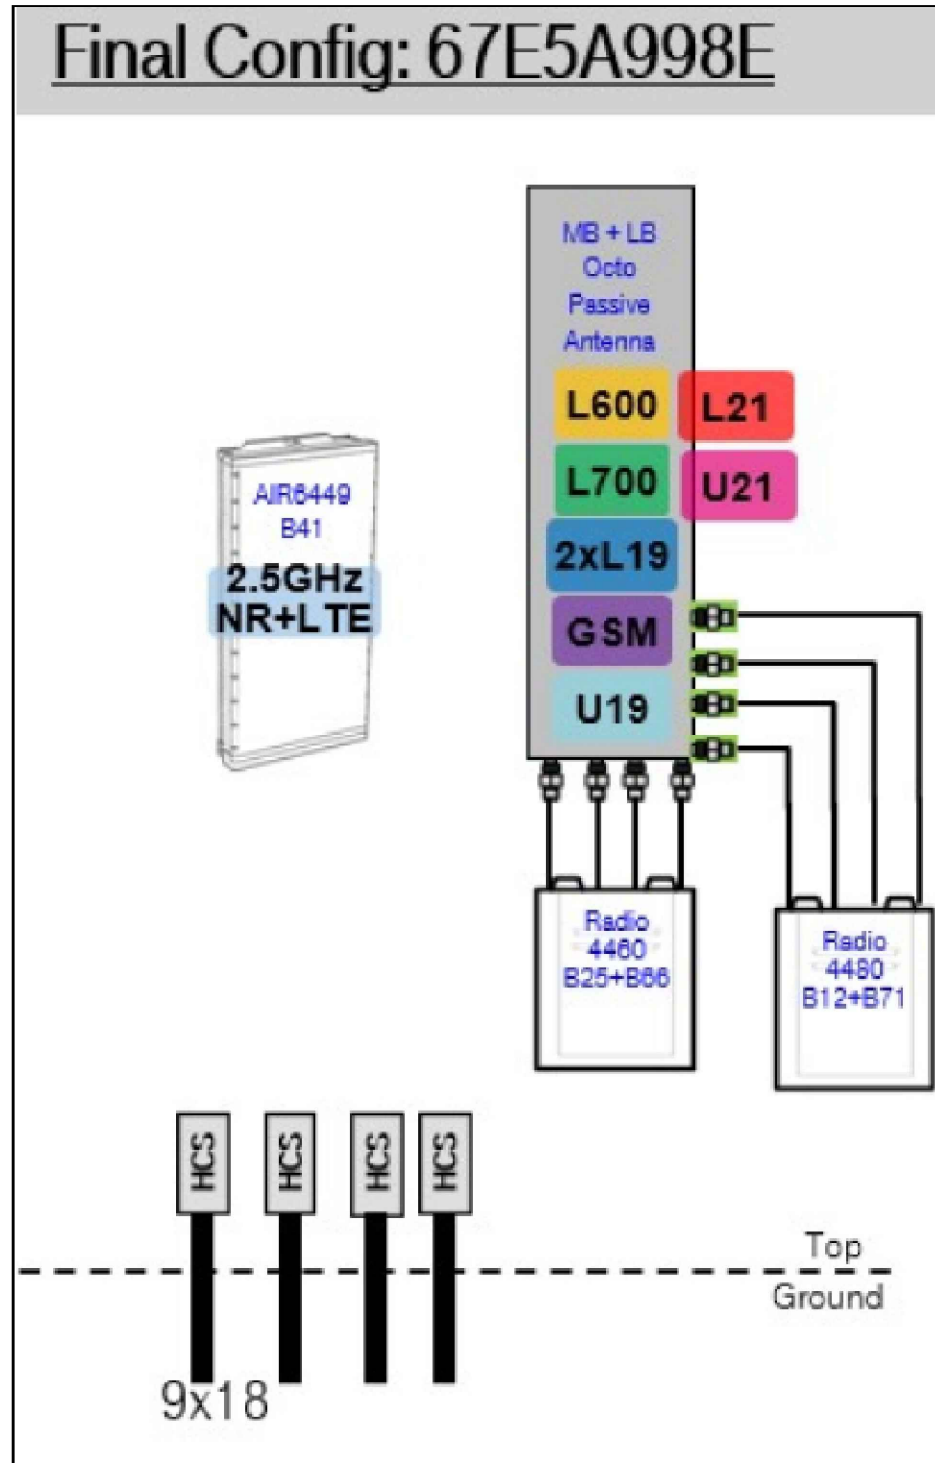 Final Config: 67E5A998E
MB + LB
Octo
Passive
Antenna
L600
L21
L700
U21
2xL19
GSM
U19
AIR6449
B41
2.5GHz
NR+LTE
Radio
4460
B25+B66
Radio
4480
B12+B71
HCS
HCS
HCS
HCS
Top
Ground
9x18